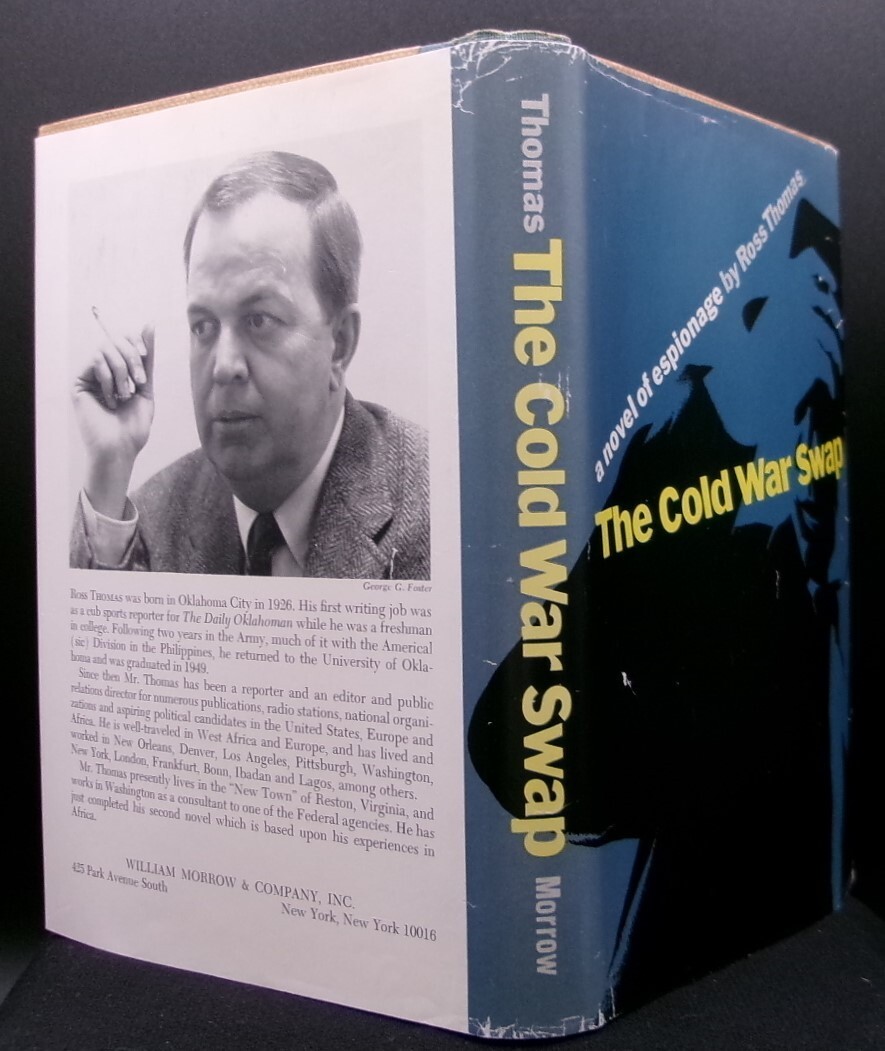 George G. Foster
ROSS THOMAS was born in Oklahoma City in 1926. His first writing job was
as a cub sports reporter for The Daily Oklahoman while he was a freshman
in college. Following two years in the Army, much of it with the Americal
(sic) Division in the Philippines, he returned to the University of Okla-
homa and was graduated in 1949.
Since then Mr. Thomas has been a reporter and an editor and public
relations director for numerous publications, radio stations, national organi-
zations and aspiring political candidates in the United States, Europe and
Africa. He is well-traveled in West Africa and Europe, and has lived and
worked in New Orleans, Denver, Los Angeles, Pittsburgh, Washington,
New York, London, Frankfurt, Bonn, Ibadan and Lagos, among others.
Mr. Thomas presently lives in the "New Town" of Reston, Virginia, and
works in Washington as a consultant to one of the Federal agencies. He has
just completed his second novel which is based upon his experiences in
Africa.
WILLIAM MORROW & COMPANY, INC.
425 Park Avenue South
New York, New York 10016
Thomas The Cold War Swap Morrow
a novel of espionage by Ross Thomas
The Cold War Swap